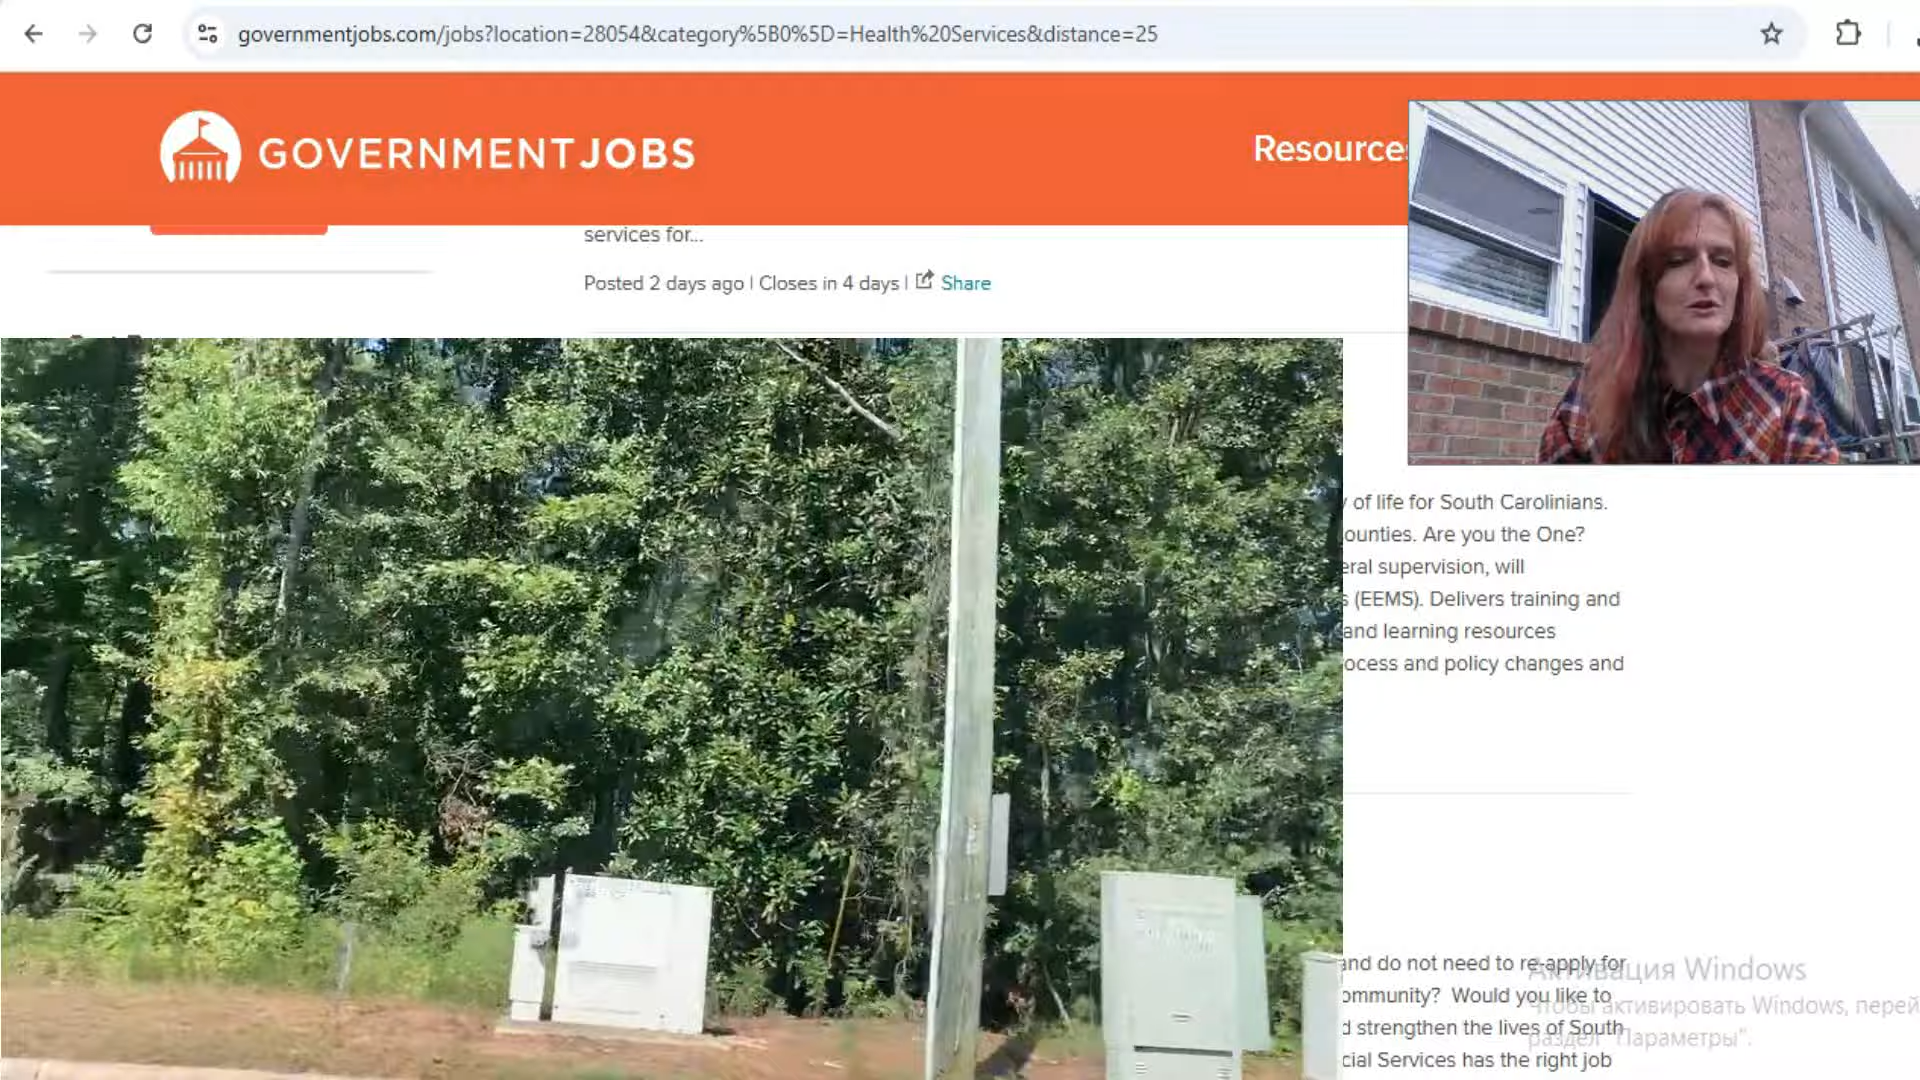 governmentjobs.com/jobs?location=28054&category%5B0%5D=Health%20Services&distance=25
GOVERNMENTJOBS
Resources
services for...
Posted 2 days ago | Closes in 4 days | Share
of life for South Carolinians.
ounties. Are you the One?
eral supervision, will
(EEMS). Delivers training and
and learning resources
ocess and policy changes and
and do not need to re-apply for
Активация Windows
ommunity? Would you like to
Чтобы активировать Windows, перей
d strengthen the lives of South
раздел "Параметры".
cial Services has the right job